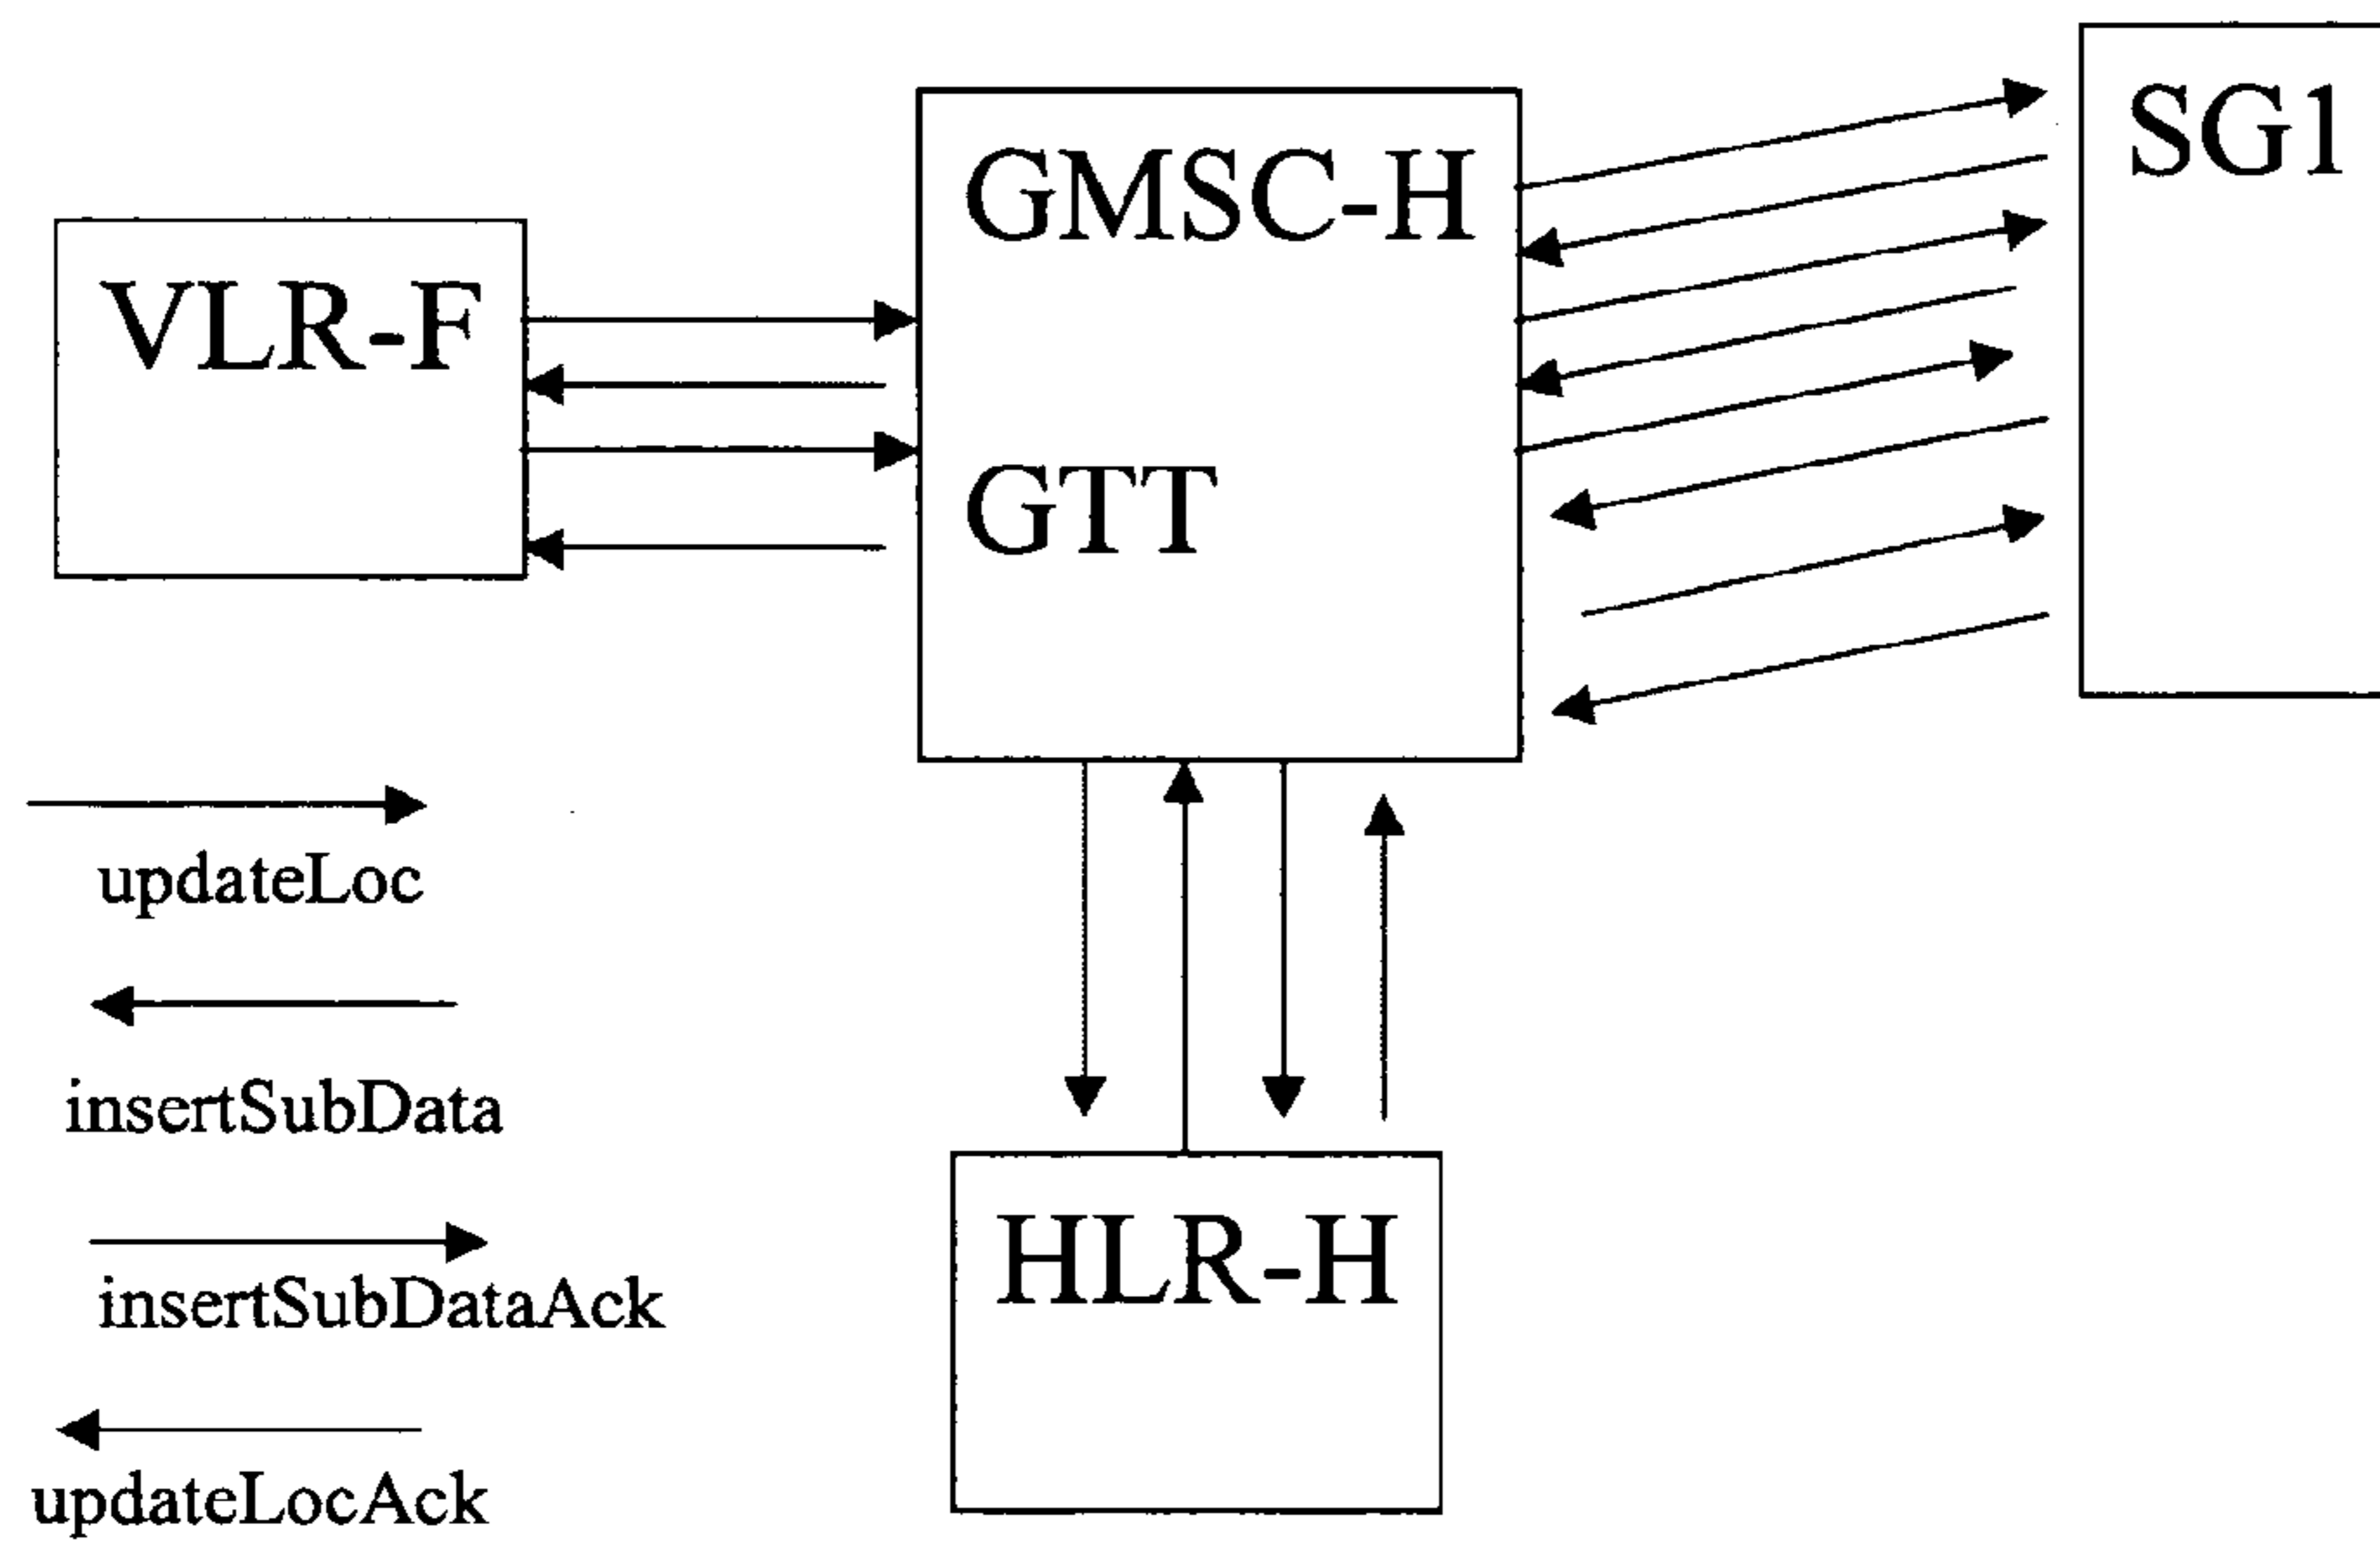 SG1
GMSC-H
VLR-F
GTT
updateLoc
insertSubData
insertSubDataAck
updateLocAck
HLR-H